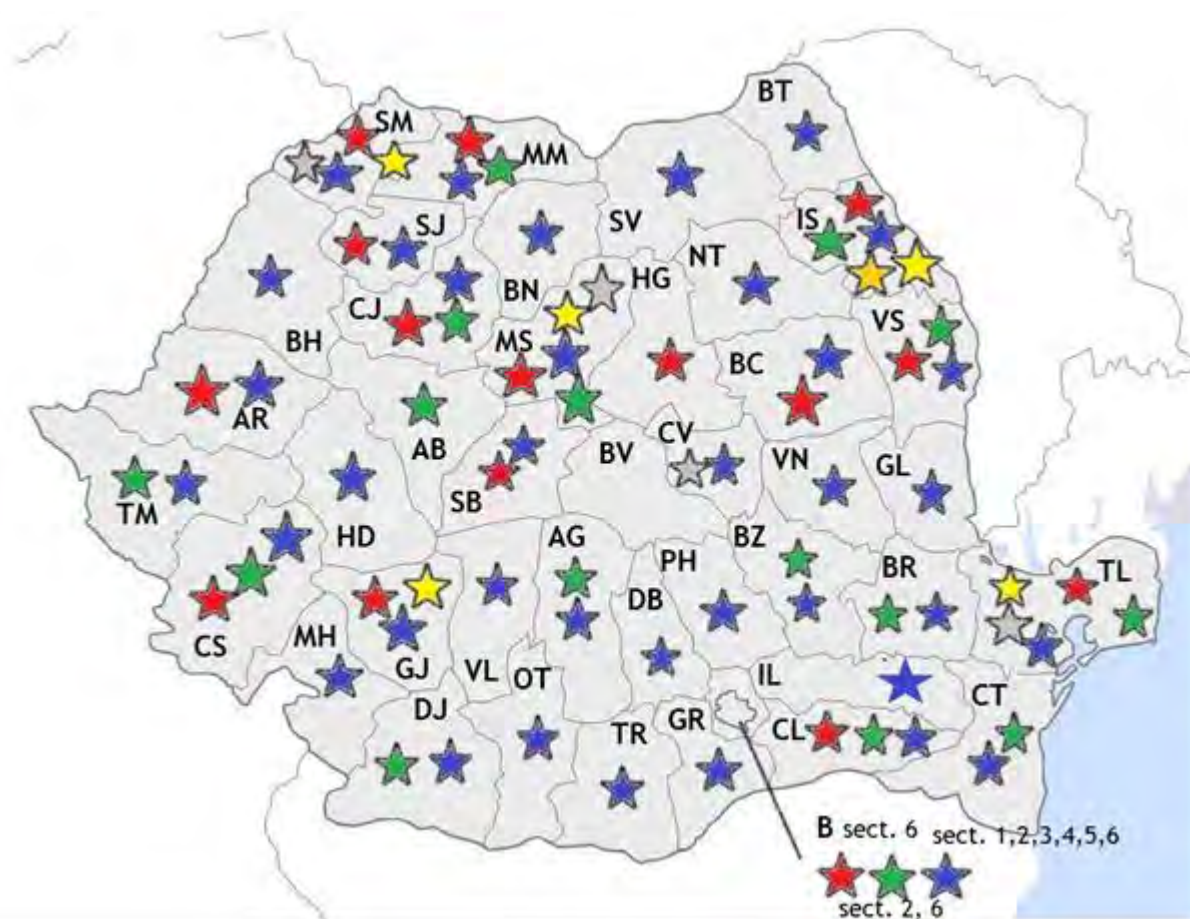 BT
SM
MM
IS
SJ
SV
NT
HG
BN
CJ
VS
BH
MS
BC
AR
AB
CV
BV
VN
GL
SB
TM
HD
AG
BZ
PH
BR
TL
DB
MH
CS
GJ
VL
OT
IL
CT
DJ
TR
GR
CL
B sect. 6 sect. 1,2,3,4,5,6
sect. 2, 6